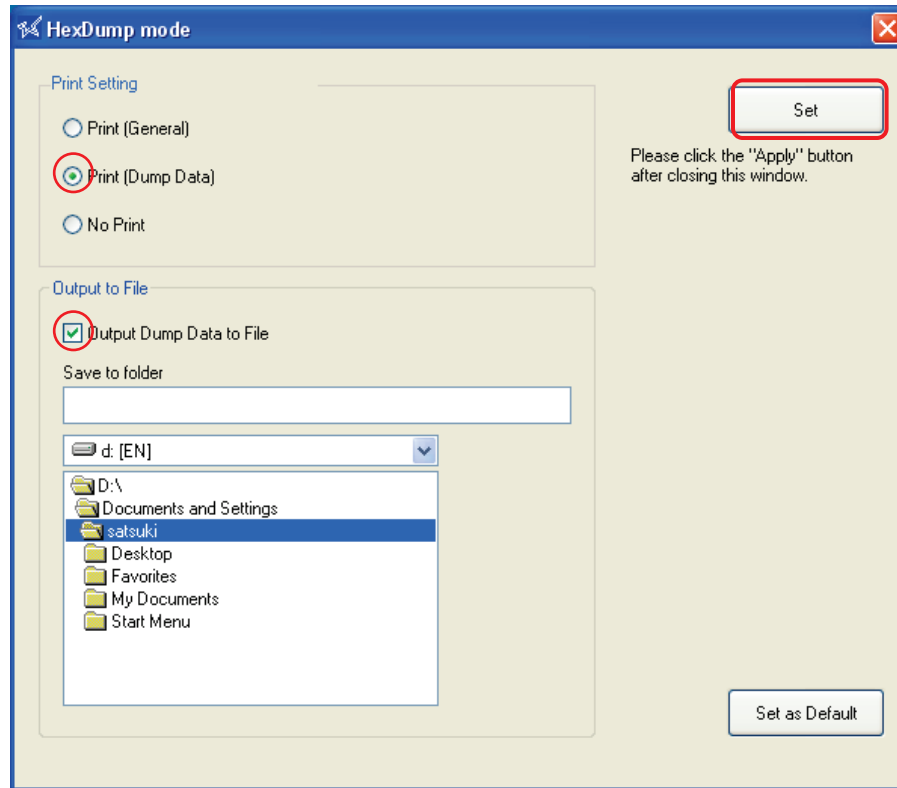 HexDump mode
Print Setting
Print (General)
Print (Dump Data)
No Print
Set
Please click the "Apply" button
after closing this window.
Output to File
Output Dump Data to File
Save to folder
d: [EN]
D:\
Documents and Settings
satsuki
Desktop
Favorites
My Documents
Start Menu
Set as Default